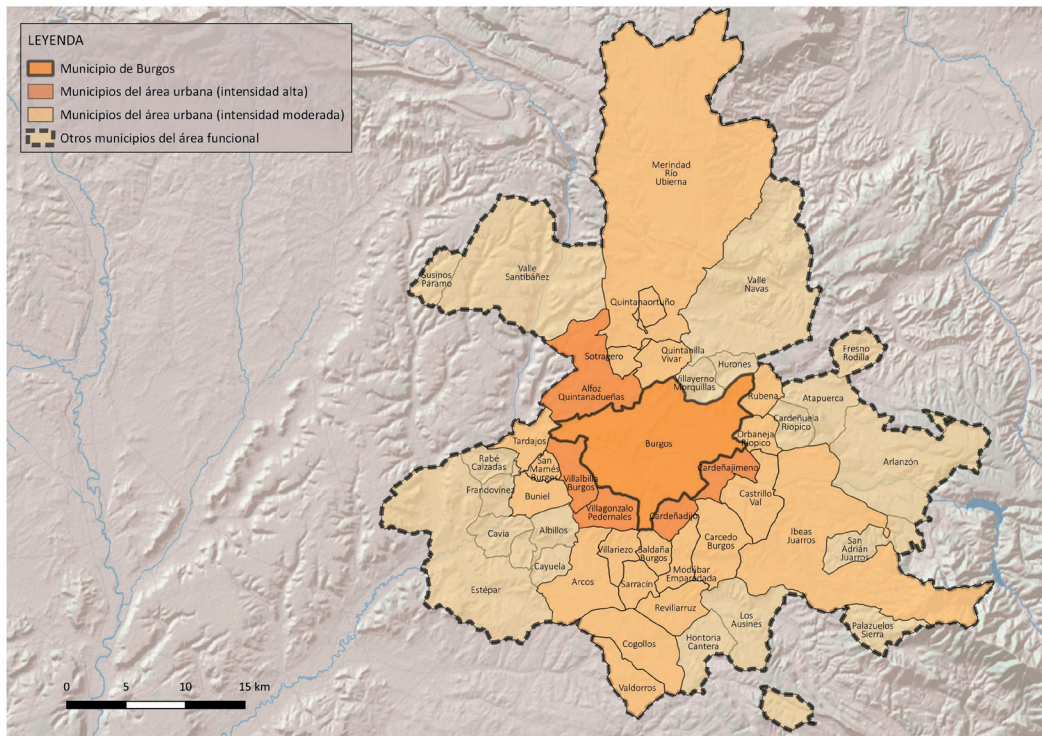 LEYENDA
Municipio de Burgos
Municipios del área urbana (intensidad alta)
Municipios del área urbana (intensidad moderada)
Otros municipios del área funcional
Merindad
Río
Ubierna
Valle
Santibáñez
Susinos
Páramo
Valle
Navas
Quintanaortuño
Fresno
Rodilla
Sotragero
Quintanilla
Vivar
Hurones
Villayerno
Morquillas
Alfoz
Quintanadueñas
Rubena
Atapuerca
Cardeñuela
Riopico
Burgos
Urbaneja
Riopico
Tardajos
Arlanzón
Rabé
Calzadas
San
Mamés
Burgos
Cardeñajimeno
Villalbilla
Burgos
Frandovínez
Buniel
Castrillo
Val
Villagonzalo
Pedernales
Cardeñadijo
Ibeas
Juarros
Cavia
Albillos
Carcedo
Burgos
San
Adrián
Juarros
Villariezo
Saldaña
Burgos
Cayuela
Modúbar
Emparedada
Arcos
Sarracín
Estépar
Revillarruz
Los
Ausines
Palazuelos
Sierra
Cogollos
Hontoria
Cantera
Valdorros
0 5 10 15 km